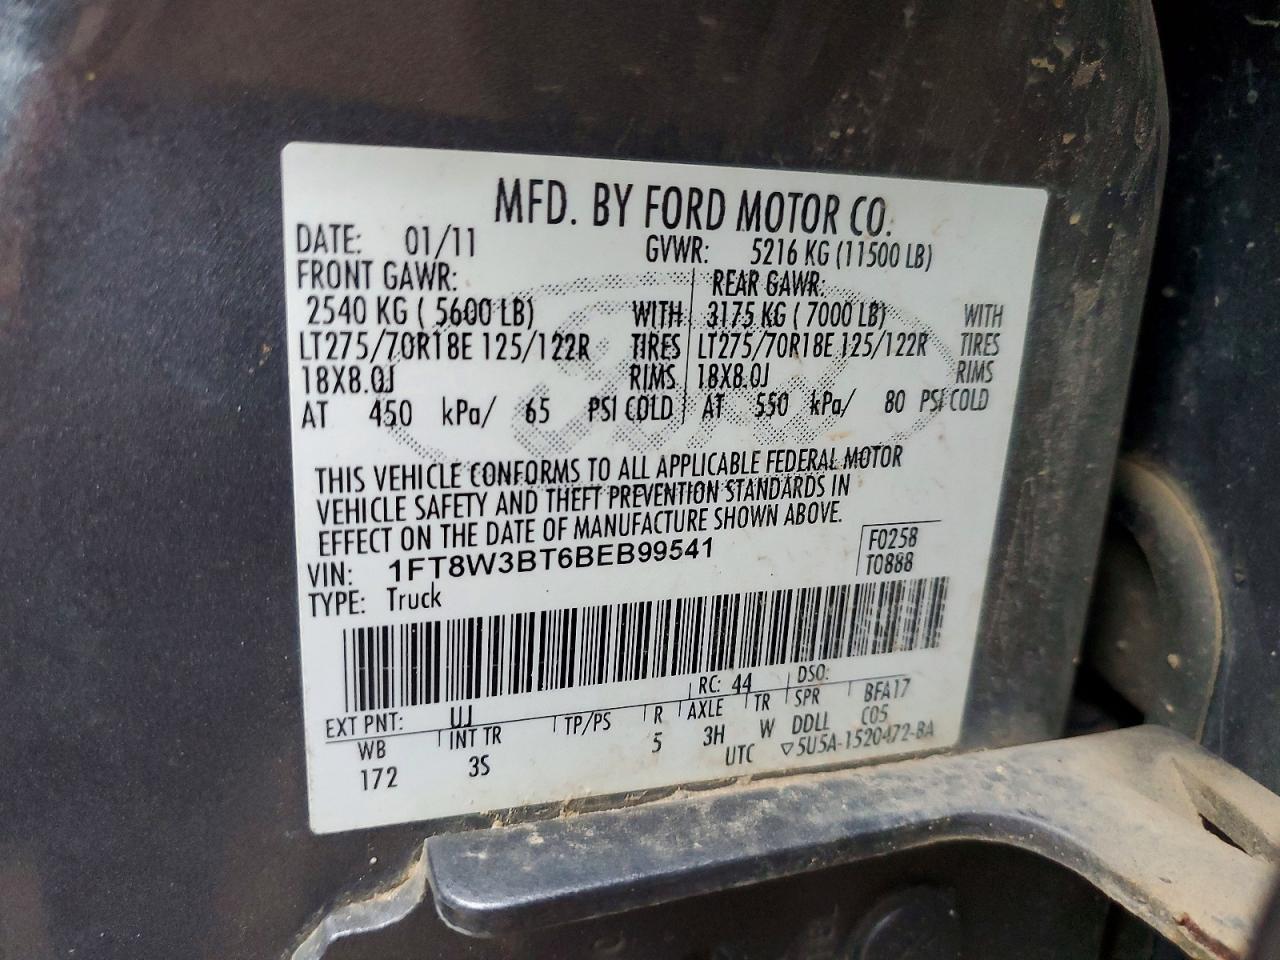 MFD. BY FORD MOTOR CO.
DATE: 01/11 GVWR: 5216 KG (11500 LB)
FRONT GAWR: REAR GAWR:
2540 KG ( 5600 LB) WITH 3175 KG ( 7000 LB) WITH
LT275/70R18E 125/122R TIRES LT275/70R18E 125/122R TIRES
18X8.0J RIMS 18X8.0J RIMS
AT 450 kPa/ 65 PSI COLD AT 550 kPa/ 80 PSI COLD
THIS VEHICLE CONFORMS TO ALL APPLICABLE FEDERAL MOTOR
VEHICLE SAFETY AND THEFT PREVENTION STANDARDS IN
EFFECT ON THE DATE OF MANUFACTURE SHOWN ABOVE.
VIN: 1FT8W3BT6BEB99541 F0258
TYPE: Truck T0888
EXT PNT: UJ RC: 44 DSO:
WB INT TR TP/PS R AXLE TR SPR BFA17
172 3S 5 3H W DDLL C05
UTC ▽5U5A-1520472-BA